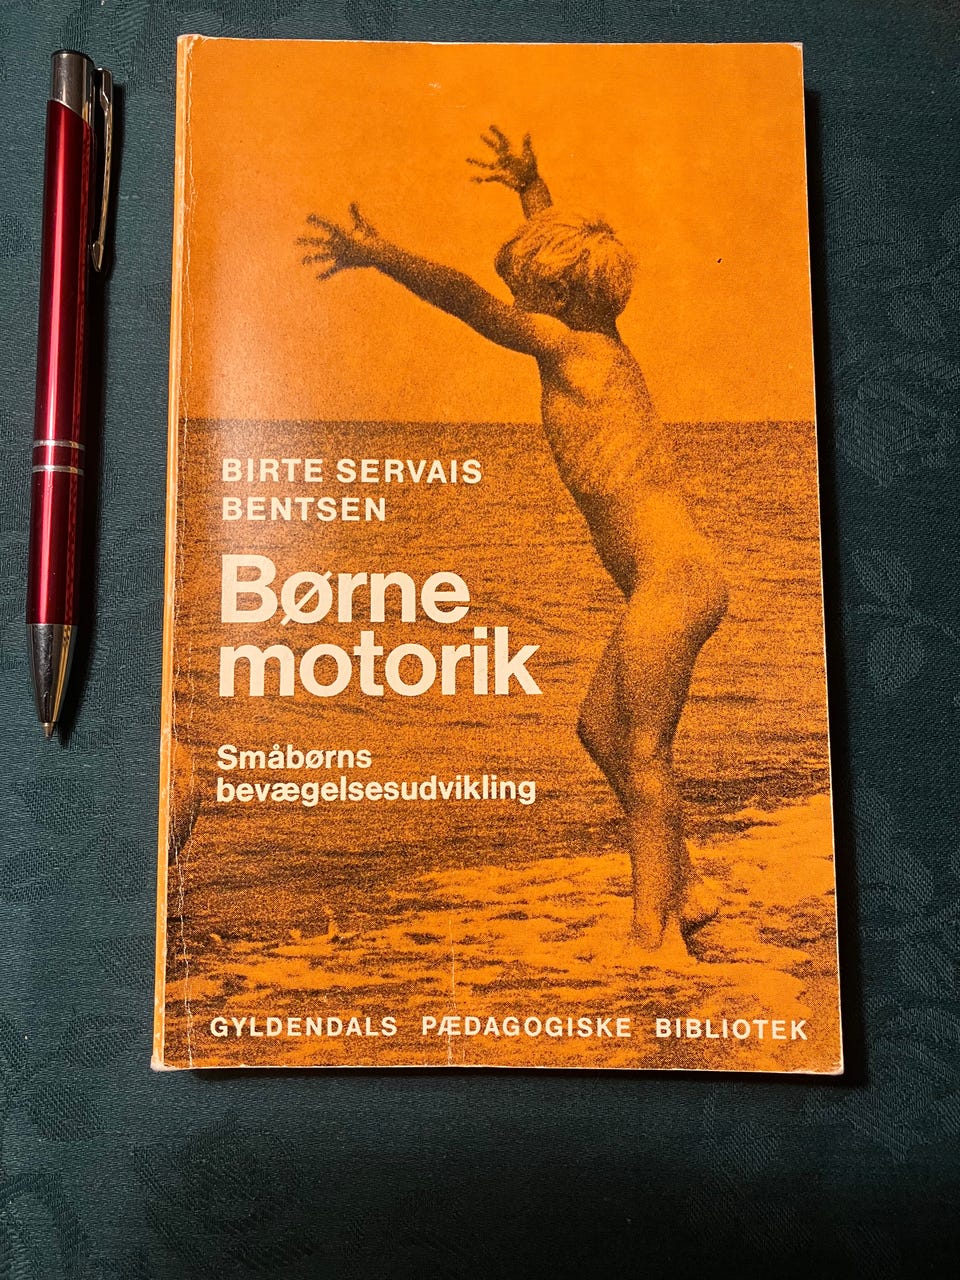 BIRTE SERVAIS
BENTSEN
Børne
motorik
Småbørns
bevægelsesudvikling
GYLDENDALS PÆDAGOGISKE BIBLIOTEK